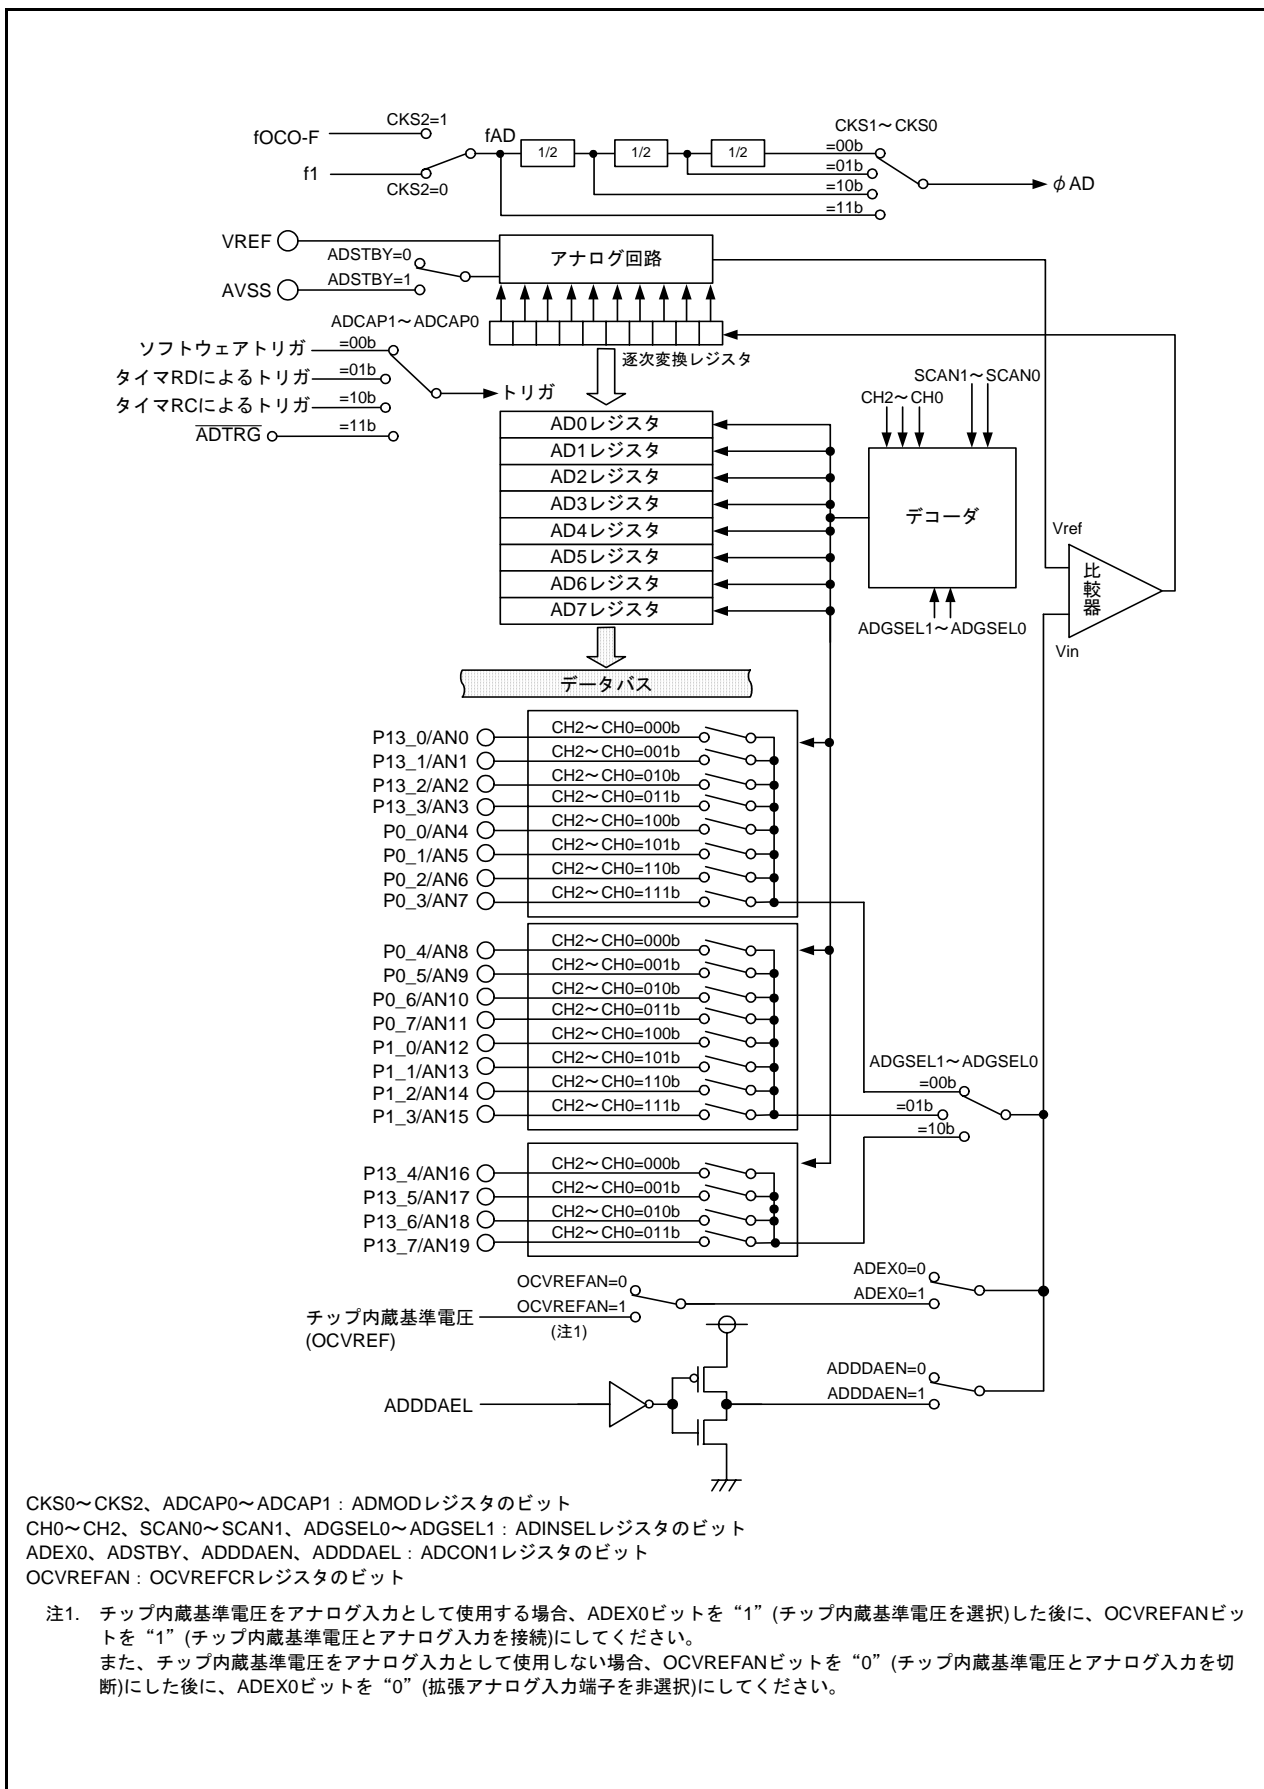 CKS2=1
fOCO-F
f1
CKS2=0
fAD
1/2
1/2
1/2
CKS1～CKS0
=00b
=01b
=10b
=11b
φAD
VREF
AVSS
ADSTBY=0
ADSTBY=1
アナログ回路
ADCAP1～ADCAP0
ソフトウェアトリガ
=00b
タイマRDによるトリガ
=01b
タイマRCによるトリガ
=10b
ADTRG
=11b
トリガ
逐次変換レジスタ
AD0レジスタ
AD1レジスタ
AD2レジスタ
AD3レジスタ
AD4レジスタ
AD5レジスタ
AD6レジスタ
AD7レジスタ
データバス
SCAN1～SCAN0
CH2～CH0
デコーダ
ADGSEL1～ADGSEL0
Vref
比較器
Vin
P13_0/AN0
CH2～CH0=000b
P13_1/AN1
CH2～CH0=001b
P13_2/AN2
CH2～CH0=010b
P13_3/AN3
CH2～CH0=011b
P0_0/AN4
CH2～CH0=100b
P0_1/AN5
CH2～CH0=101b
P0_2/AN6
CH2～CH0=110b
P0_3/AN7
CH2～CH0=111b
P0_4/AN8
CH2～CH0=000b
P0_5/AN9
CH2～CH0=001b
P0_6/AN10
CH2～CH0=010b
P0_7/AN11
CH2～CH0=011b
P1_0/AN12
CH2～CH0=100b
P1_1/AN13
CH2～CH0=101b
P1_2/AN14
CH2～CH0=110b
P1_3/AN15
CH2～CH0=111b
ADGSEL1～ADGSEL0
=00b
=01b
=10b
P13_4/AN16
CH2～CH0=000b
P13_5/AN17
CH2～CH0=001b
P13_6/AN18
CH2～CH0=010b
P13_7/AN19
CH2～CH0=011b
OCVREFAN=0
OCVREFAN=1
(注1)
チップ内蔵基準電圧
(OCVREF)
ADEX0=0
ADEX0=1
ADDDAEL
ADDDAEN=0
ADDDAEN=1
CKS0～CKS2、ADCAP0～ADCAP1：ADMODレジスタのビット
CH0～CH2、SCAN0～SCAN1、ADGSEL0～ADGSEL1：ADINSELレジスタのビット
ADEX0、ADSTBY、ADDDAEN、ADDDAEL：ADCON1レジスタのビット
OCVREFAN：OCVREFCRレジスタのビット
注1. チップ内蔵基準電圧をアナログ入力として使用する場合、ADEX0ビットを“1”(チップ内蔵基準電圧を選択)した後に、OCVREFANビッ
トを“1”(チップ内蔵基準電圧とアナログ入力を接続)にしてください。
また、チップ内蔵基準電圧をアナログ入力として使用しない場合、OCVREFANビットを“0”(チップ内蔵基準電圧とアナログ入力を切
断)にした後に、ADEX0ビットを“0”(拡張アナログ入力端子を非選択)にしてください。